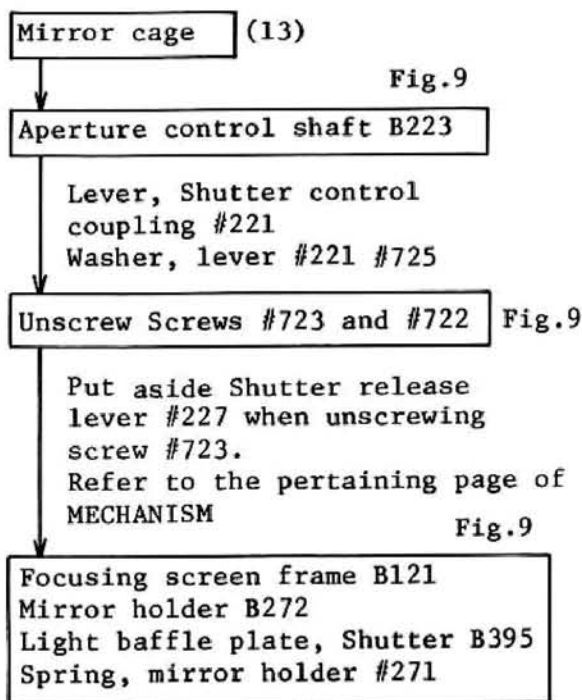 Mirror cage (13)
Fig.9
Aperture control shaft B223
Lever, Shutter control
coupling #221
Washer, lever #221 #725
Unscrew Screws #723 and #722 Fig.9
Put aside Shutter release
lever #227 when unscrewing
screw #723.
Refer to the pertaining page of
MECHANISM
Fig.9
Focusing screen frame B121
Mirror holder B272
Light baffle plate, Shutter B395
Spring, mirror holder #271